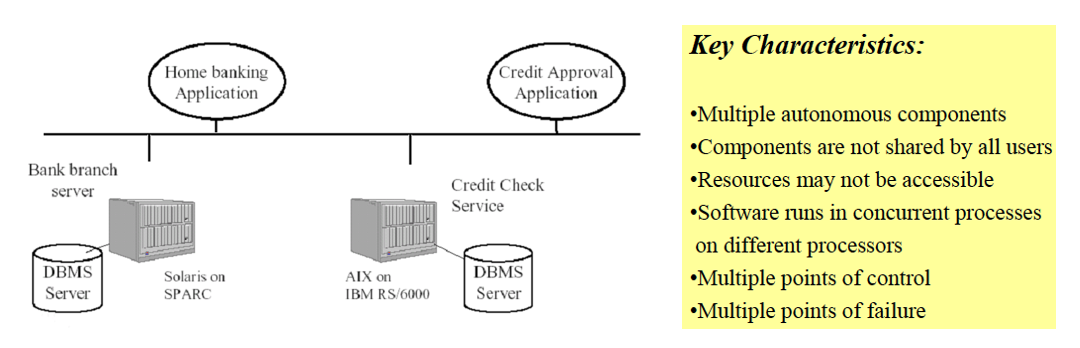 Home banking
Application
Credit Approval
Application
Bank branch
server
Credit Check
Service
DBMS
Server
Solaris on
SPARC
AIX on
IBM RS/6000
DBMS
Server
Key Characteristics:
•Multiple autonomous components
•Components are not shared by all users
•Resources may not be accessible
•Software runs in concurrent processes
on different processors
•Multiple points of control
•Multiple points of failure